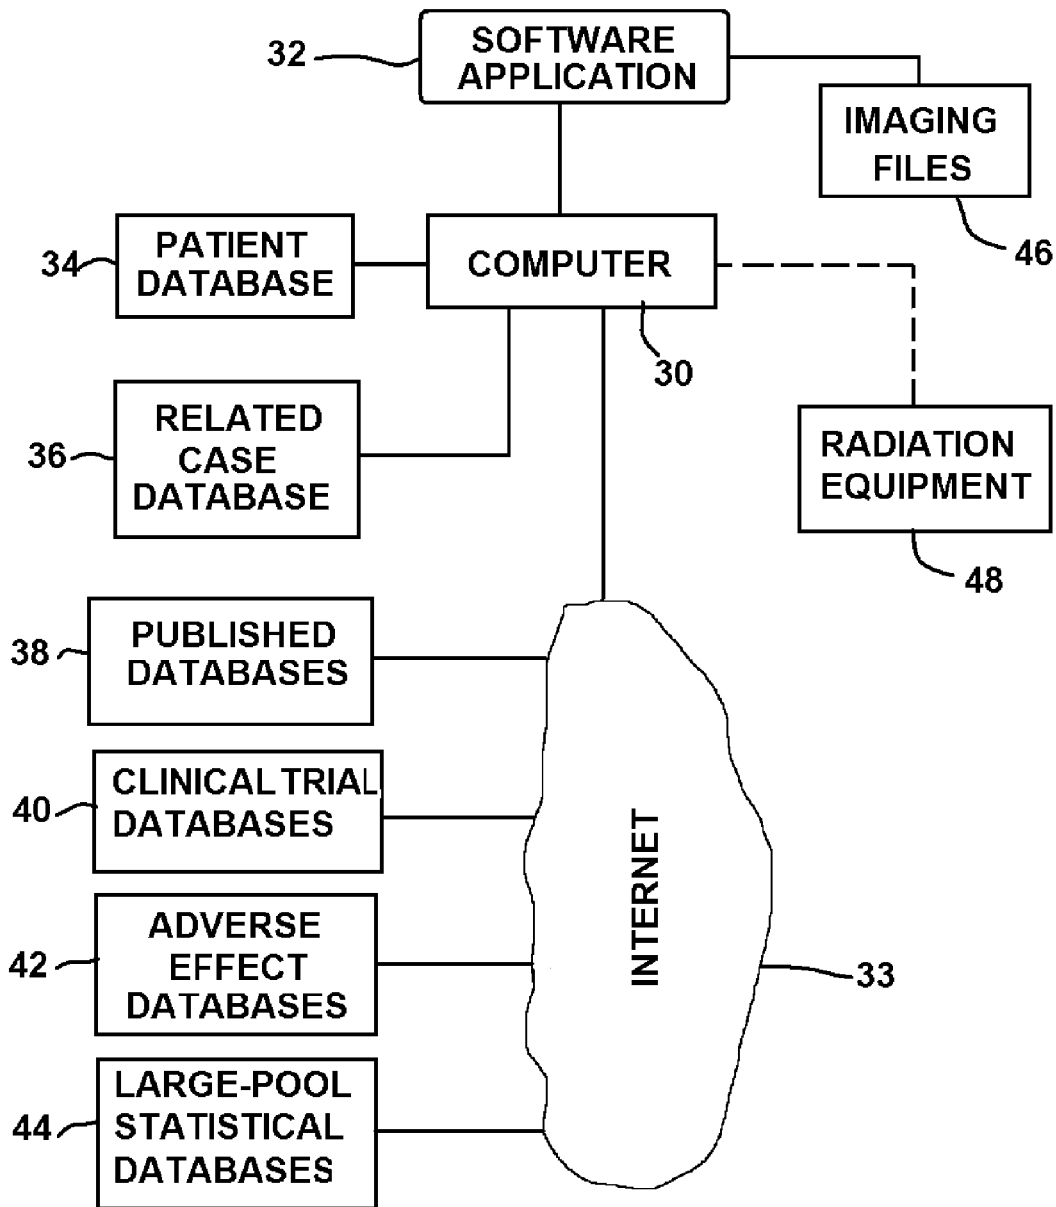 32
SOFTWARE
APPLICATION
IMAGING
FILES
46
34
PATIENT
DATABASE
COMPUTER
30
36
RELATED
CASE
DATABASE
RADIATION
EQUIPMENT
48
38
PUBLISHED
DATABASES
40
CLINICAL TRIAL
DATABASES
42
ADVERSE
EFFECT
DATABASES
INTERNET
33
44
LARGE-POOL
STATISTICAL
DATABASES